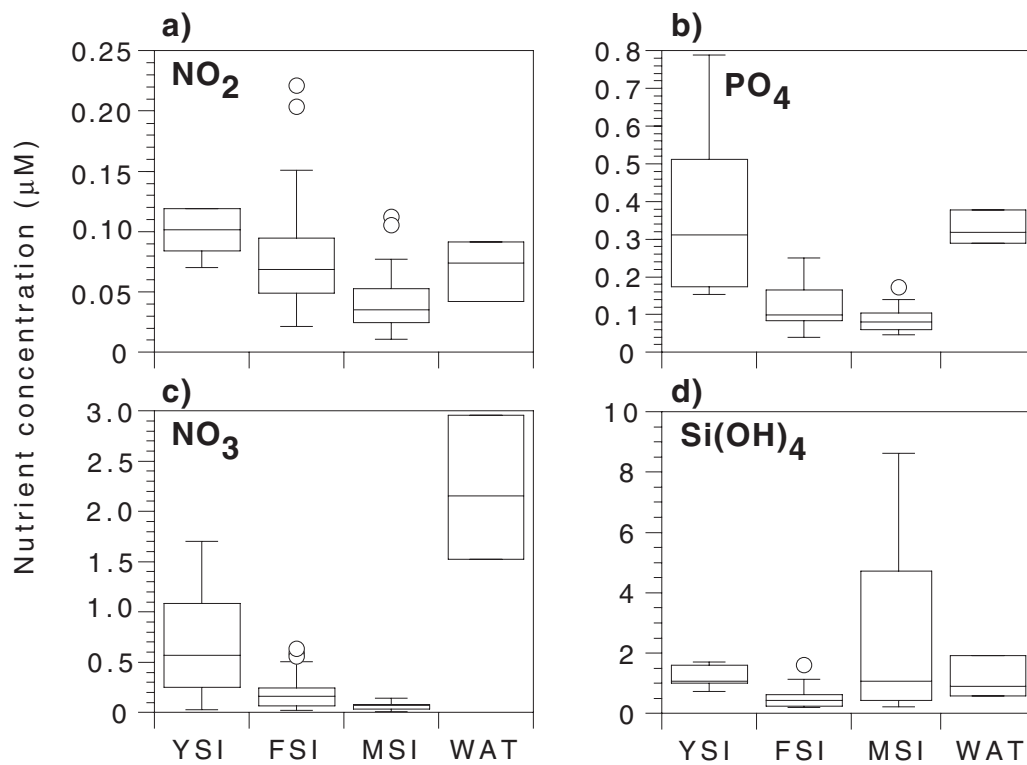 a)
b)
NO2
PO4
0.25
0.20
0.15
0.10
0.05
0
0.8
0.7
0.6
0.5
0.4
0.3
0.2
0.1
0
Nutrient concentration (μM)
c)
d)
NO3
Si(OH)4
3.0
2.5
2.0
1.5
1.0
0.5
0
10
8
6
4
2
0
YSI FSI MSI WAT
YSI FSI MSI WAT